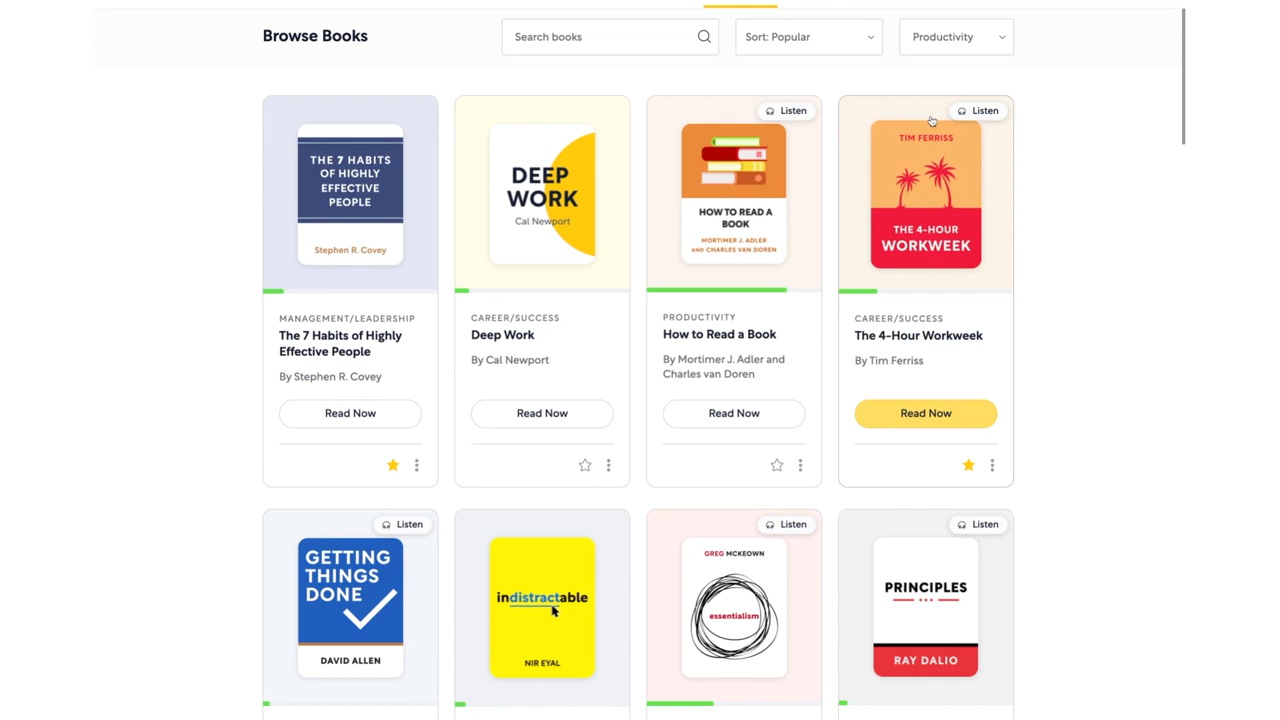 Browse Books
Search books
Sort: Popular
Productivity
THE 7 HABITS
OF HIGHLY
EFFECTIVE
PEOPLE
Stephen R. Covey
MANAGEMENT/LEADERSHIP
The 7 Habits of Highly
Effective People
By Stephen R. Covey
Read Now
DEEP
WORK
Cal Newport
CAREER/SUCCESS
Deep Work
By Cal Newport
Read Now
Listen
HOW TO READ A
BOOK
MORTIMER J. ADLER
AND CHARLES VAN DOREN
PRODUCTIVITY
How to Read a Book
By Mortimer J. Adler and
Charles van Doren
Read Now
Listen
TIM FERRISS
THE 4-HOUR
WORKWEEK
CAREER/SUCCESS
The 4-Hour Workweek
By Tim Ferriss
Read Now
Listen
GETTING
THINGS
DONE
DAVID ALLEN
indistractable
NIR EYAL
Listen
GREG MCKEOWN
essentialism
Listen
PRINCIPLES
RAY DALIO